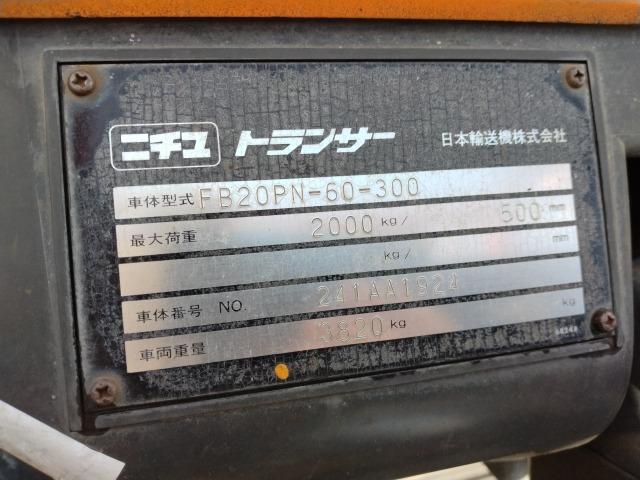 ニチユ トランサー 日本輸送機株式会社
車体型式 FB20PN-60-300
最大荷重 2000 kg/ 500 mm
kg/ mm
車体番号 NO. 241AA1924
車両重量 3820 kg kg